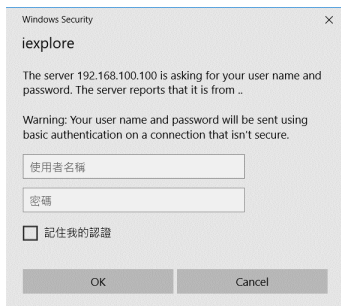 Windows Security
iexplore
The server 192.168.100.100 is asking for your user name and
password. The server reports that it is from ..
Warning: Your user name and password will be sent using
basic authentication on a connection that isn't secure.
使用者名稱
密碼
記住我的認證
OK Cancel